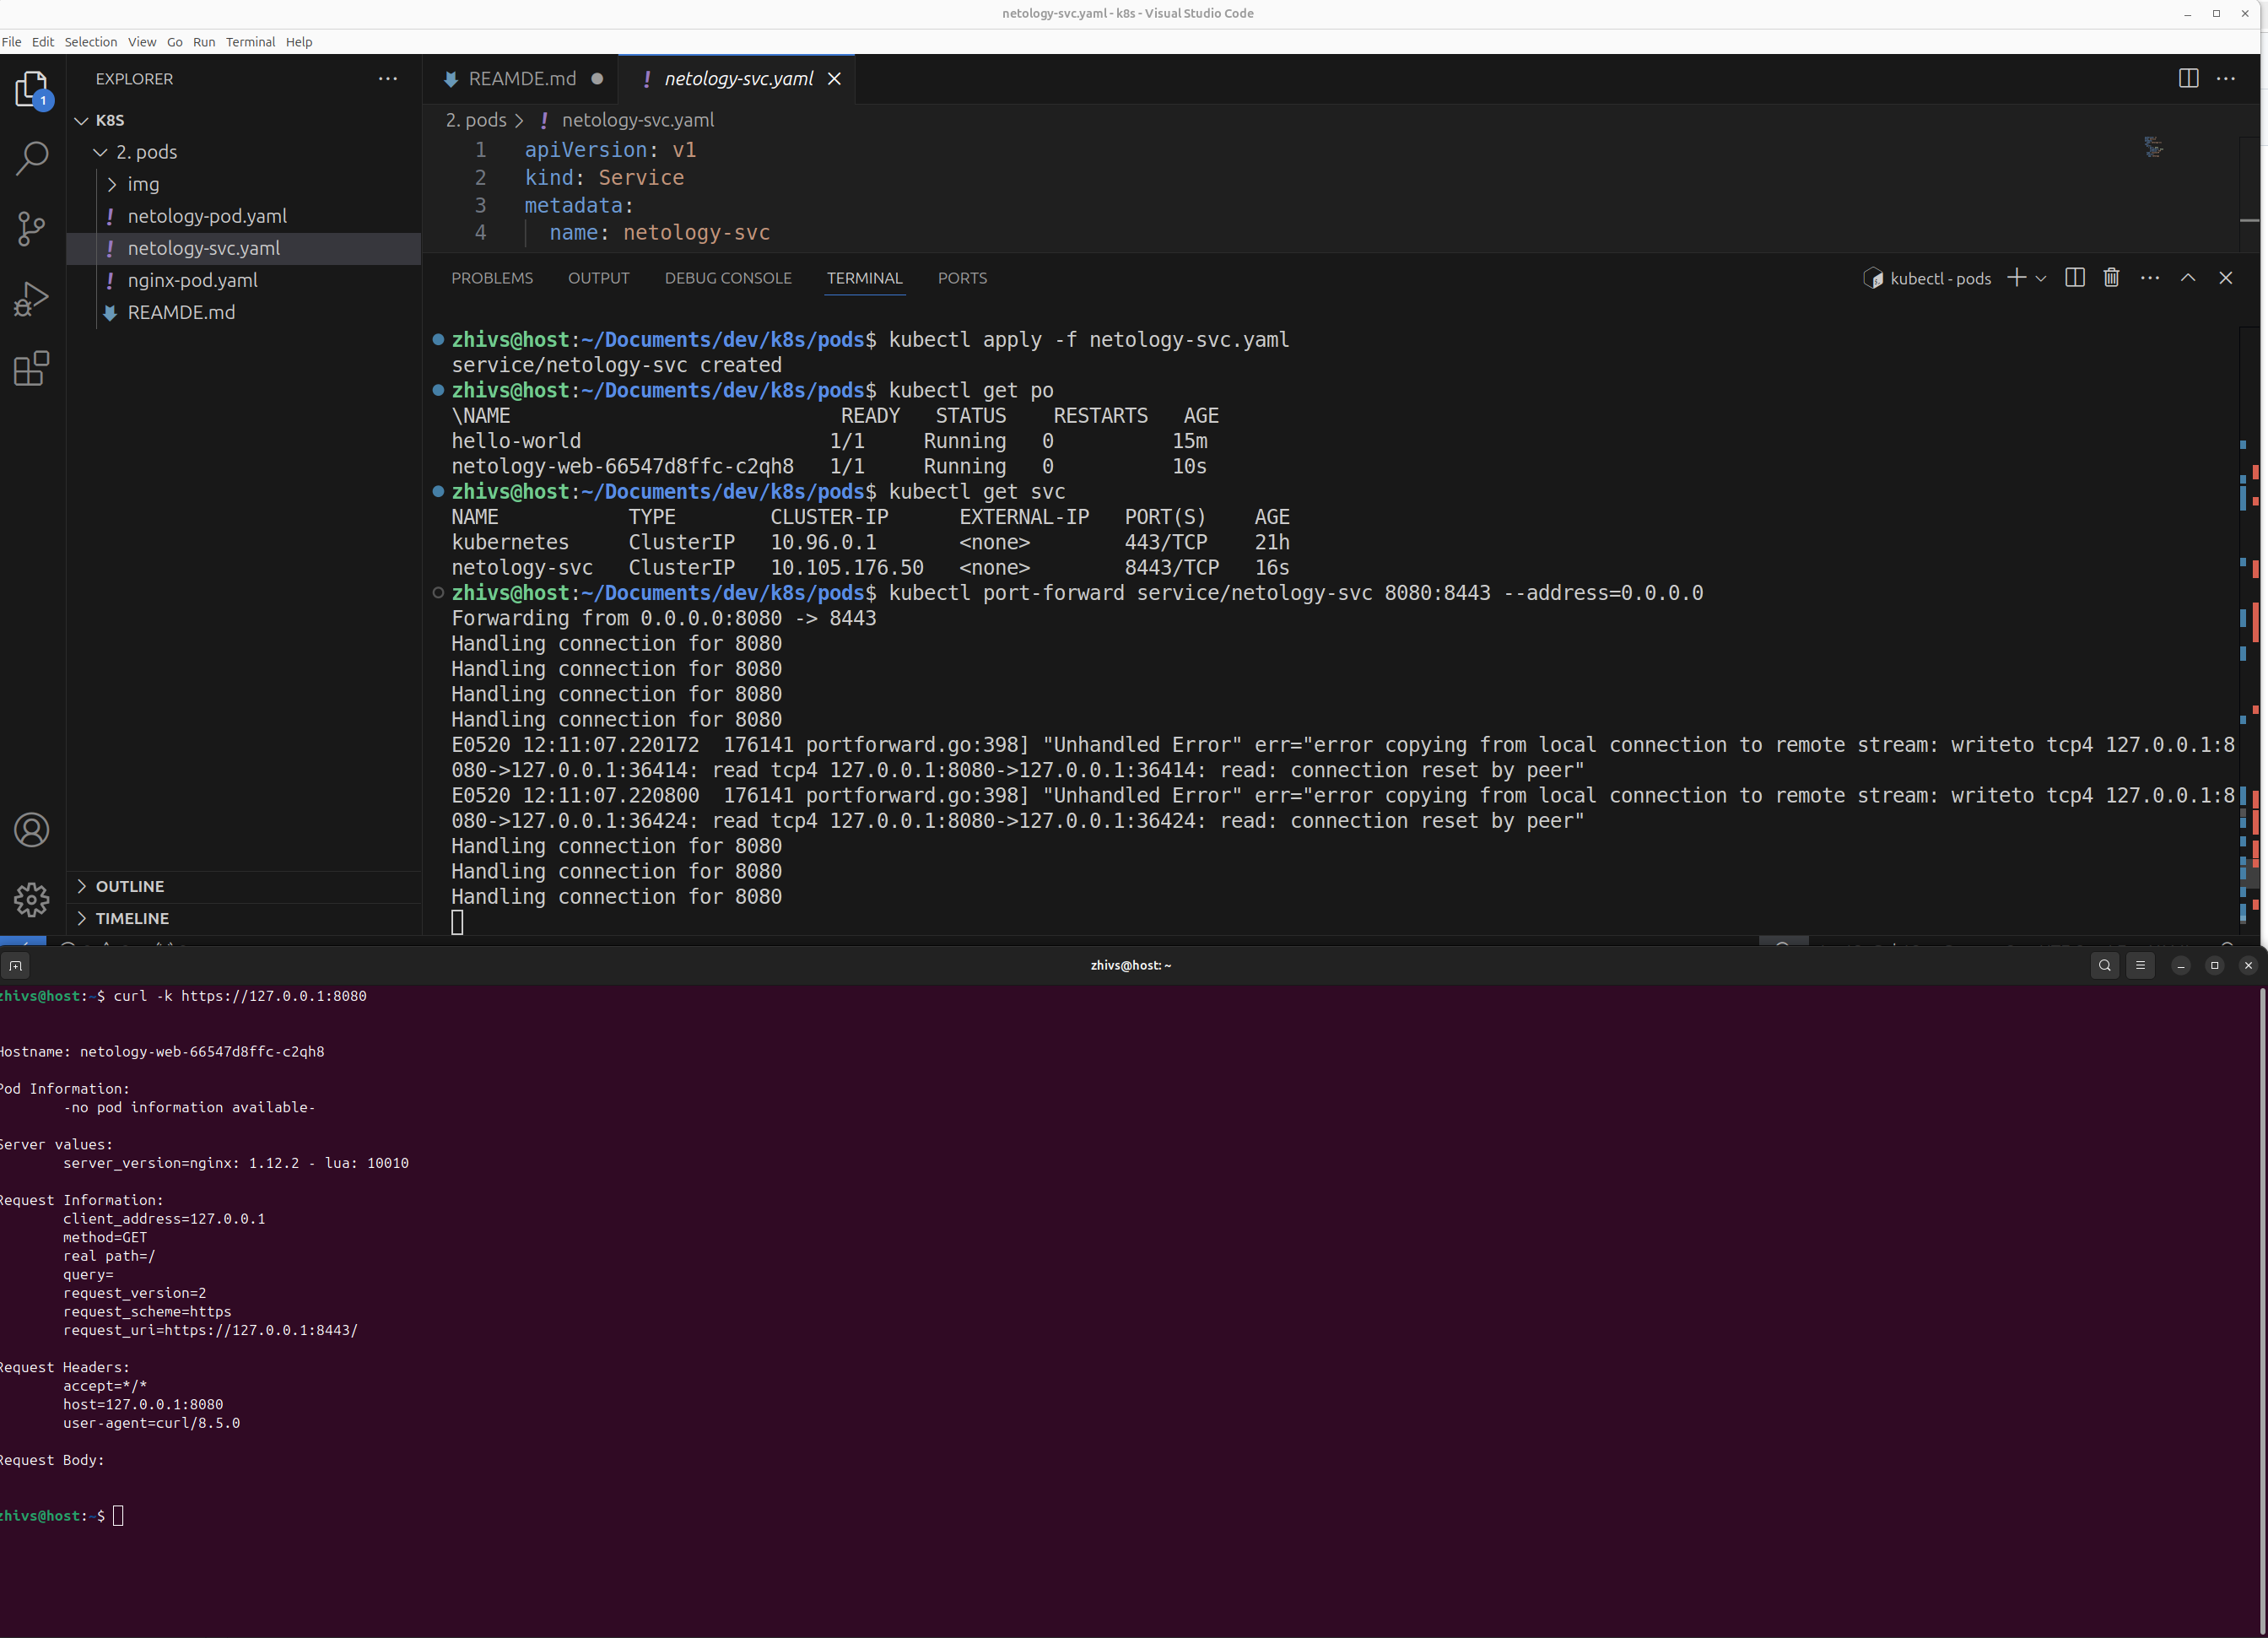 netology-svc.yaml - k8s - Visual Studio Code
File Edit Selection View Go Run Terminal Help
EXPLORER
1
K8S
2. pods
img
netology-pod.yaml
netology-svc.yaml
nginx-pod.yaml
REAMDE.md
OUTLINE
TIMELINE
REAMDE.md
netology-svc.yaml
2. pods > netology-svc.yaml
1 apiVersion: v1
2 kind: Service
3 metadata:
4 name: netology-svc
PROBLEMS OUTPUT DEBUG CONSOLE TERMINAL PORTS
kubectl - pods
zhivs@host:~/Documents/dev/k8s/pods$ kubectl apply -f netology-svc.yaml
service/netology-svc created
zhivs@host:~/Documents/dev/k8s/pods$ kubectl get po
\NAME READY STATUS RESTARTS AGE
hello-world 1/1 Running 0 15m
netology-web-66547d8ffc-c2qh8 1/1 Running 0 10s
zhivs@host:~/Documents/dev/k8s/pods$ kubectl get svc
NAME TYPE CLUSTER-IP EXTERNAL-IP PORT(S) AGE
kubernetes ClusterIP 10.96.0.1 <none> 443/TCP 21h
netology-svc ClusterIP 10.105.176.50 <none> 8443/TCP 16s
zhivs@host:~/Documents/dev/k8s/pods$ kubectl port-forward service/netology-svc 8080:8443 --address=0.0.0.0
Forwarding from 0.0.0.0:8080 -> 8443
Handling connection for 8080
Handling connection for 8080
Handling connection for 8080
Handling connection for 8080
E0520 12:11:07.220172 176141 portforward.go:398] "Unhandled Error" err="error copying from local connection to remote stream: writeto tcp4 127.0.0.1:8
080->127.0.0.1:36414: read tcp4 127.0.0.1:8080->127.0.0.1:36414: read: connection reset by peer"
E0520 12:11:07.220800 176141 portforward.go:398] "Unhandled Error" err="error copying from local connection to remote stream: writeto tcp4 127.0.0.1:8
080->127.0.0.1:36424: read tcp4 127.0.0.1:8080->127.0.0.1:36424: read: connection reset by peer"
Handling connection for 8080
Handling connection for 8080
Handling connection for 8080
zhivs@host: ~
zhivs@host:~$ curl -k https://127.0.0.1:8080
Hostname: netology-web-66547d8ffc-c2qh8
Pod Information:
-no pod information available-
Server values:
server_version=nginx: 1.12.2 - lua: 10010
Request Information:
client_address=127.0.0.1
method=GET
real path=/
query=
request_version=2
request_scheme=https
request_uri=https://127.0.0.1:8443/
Request Headers:
accept=*/*
host=127.0.0.1:8080
user-agent=curl/8.5.0
Request Body:
zhivs@host:~$